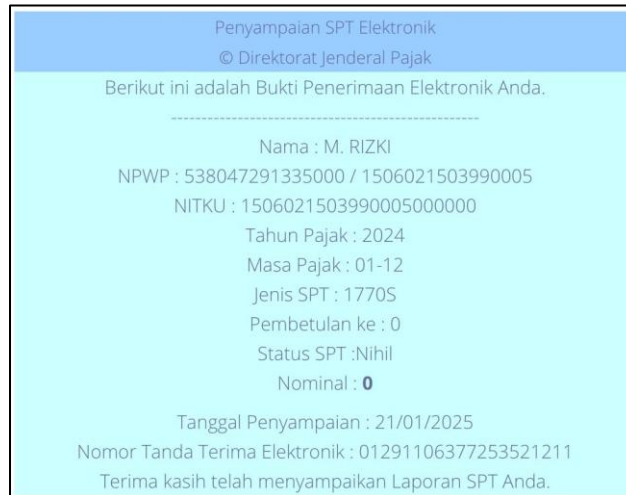 Penyampaian SPT Elektronik
© Direktorat Jenderal Pajak
Berikut ini adalah Bukti Penerimaan Elektronik Anda.
---------------------------------------------------
Nama : M. RIZKI
NPWP : 538047291335000 / 1506021503990005
NITKU : 1506021503990005000000
Tahun Pajak : 2024
Masa Pajak : 01-12
Jenis SPT : 1770S
Pembetulan ke : 0
Status SPT :Nihil
Nominal : 0
Tanggal Penyampaian : 21/01/2025
Nomor Tanda Terima Elektronik : 01291106377253521211
Terima kasih telah menyampaikan Laporan SPT Anda.